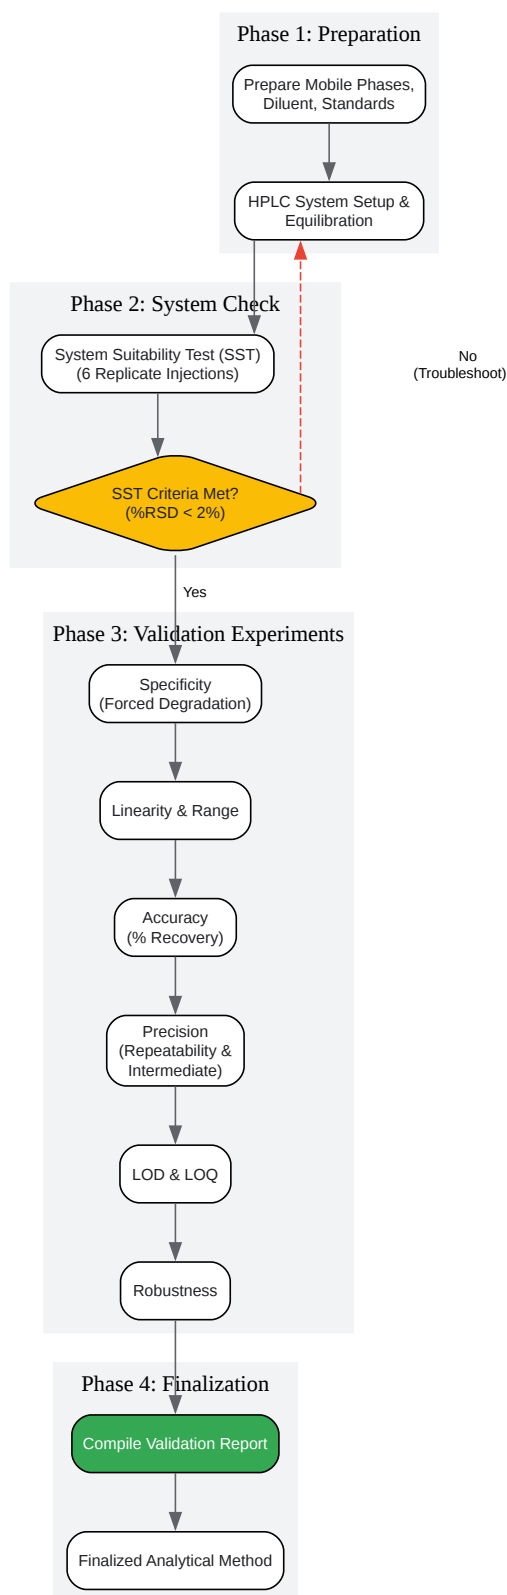 Phase 1: Preparation
Prepare Mobile Phases,
Diluent, Standards
HPLC System Setup &
Equilibration
Phase 2: System Check
System Suitability Test (SST)
(6 Replicate Injections)
No
(Troubleshoot)
SST Criteria Met?
(%RSD < 2%)
Yes
Phase 3: Validation Experiments
Specificity
(Forced Degradation)
Linearity & Range
Accuracy
(% Recovery)
Precision
(Repeatability &
Intermediate)
LOD & LOQ
Robustness
Phase 4: Finalization
Compile Validation Report
Finalized Analytical Method